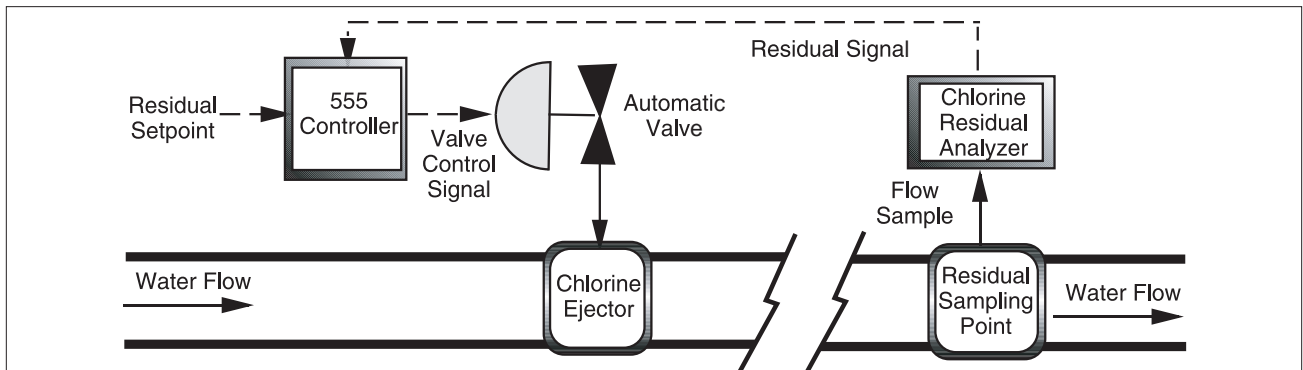 Residual Signal
Residual
Setpoint
555
Controller
Valve
Control
Signal
Automatic
Valve
Chlorine
Residual
Analyzer
Flow
Sample
Water Flow
Chlorine
Ejector
Residual
Sampling
Point
Water Flow